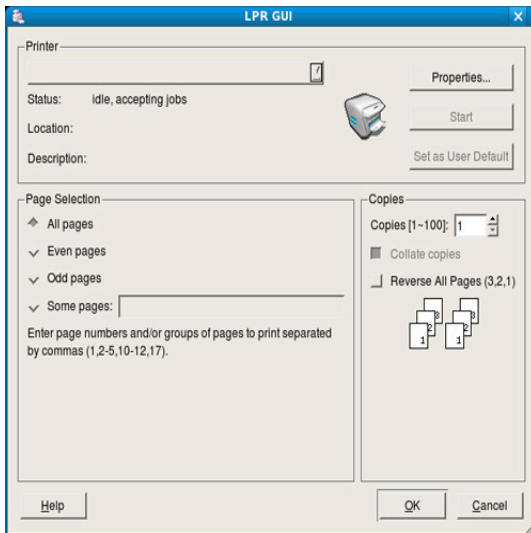 LPR GUI
Printer
Properties...
Status: idle, accepting jobs
Start
Location:
Description:
Set as User Default
Page Selection
All pages
Even pages
Odd pages
Some pages:
Enter page numbers and/or groups of pages to print separated
by commas (1,2-5,10-12,17).
Copies
Copies [1~100]: 1
Collate copies
Reverse All Pages (3,2,1)
3 3
2 2
1 1
Help
OK
Cancel